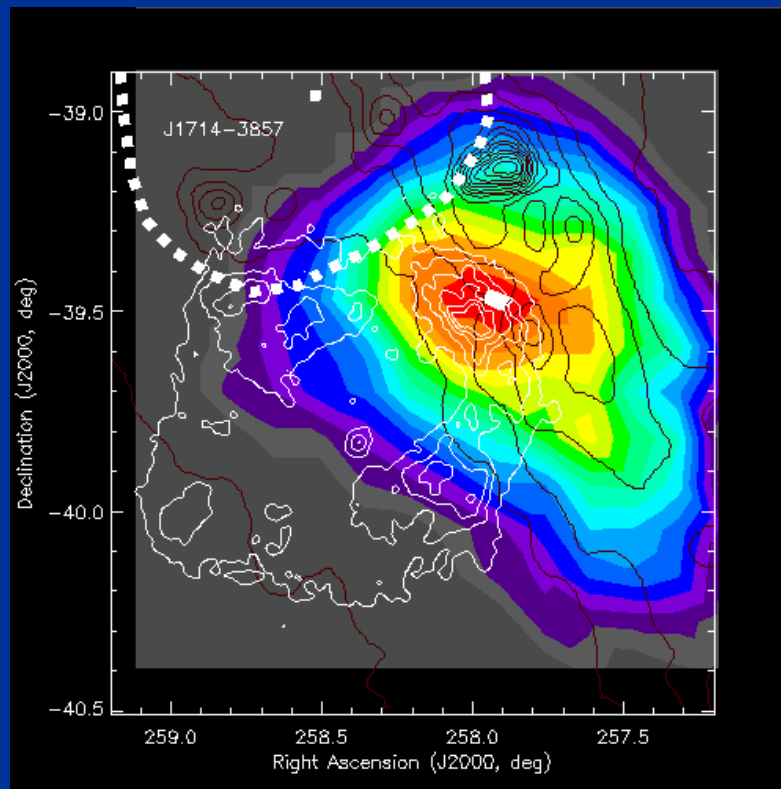 -39.0
J1714-3857
-39.5
Declination (J2000, deg)
-40.0
-40.5
259.0 258.5 258.0 257.5
Right Ascension (J2000, deg)